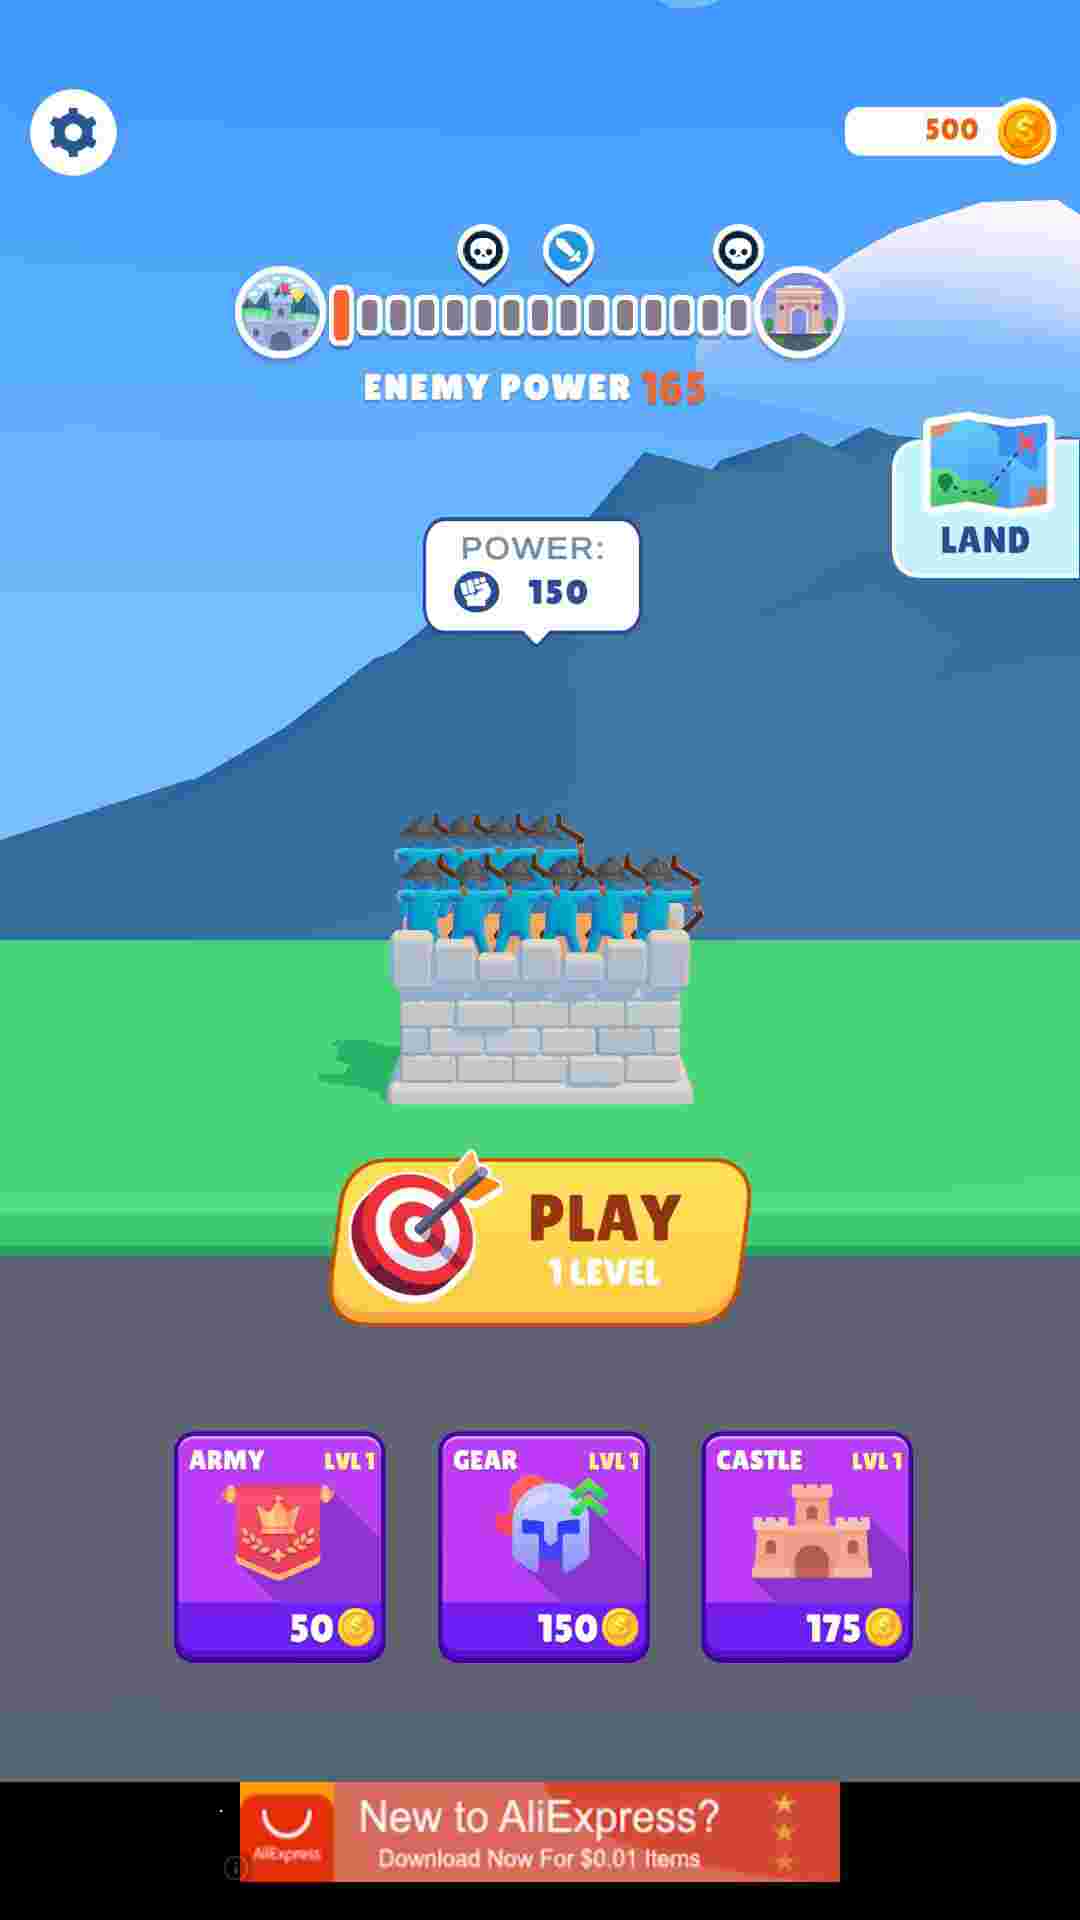 500
ENEMY POWER 165
LAND
POWER:
150
PLAY
1 LEVEL
ARMY LVL 1
GEAR LVL 1
CASTLE LVL 1
50
150
175
New to AliExpress?
AliExpress
Download Now For $0.01 Items